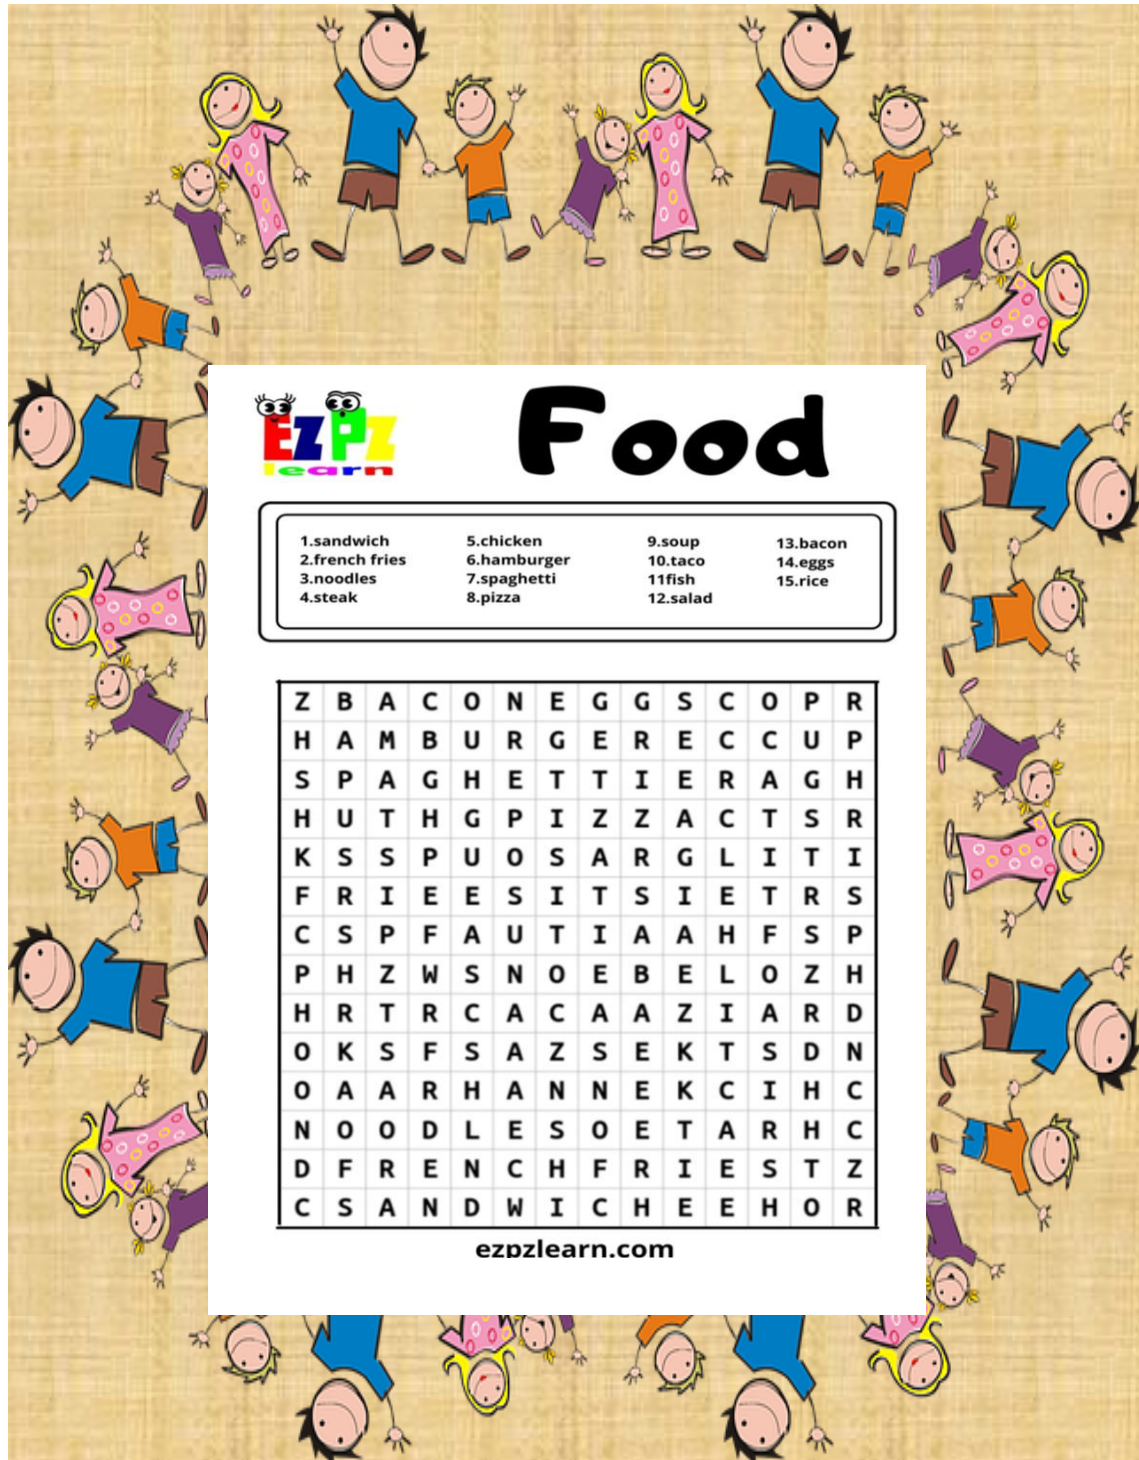 EZPZ
learn
Food
1.sandwich
2.french fries
3.noodles
4.steak
5.chicken
6.hamburger
7.spaghetti
8.pizza
9.soup
10.taco
11fish
12.salad
13.bacon
14.eggs
15.rice
Z B A C O N E G G S C O P R
H A M B U R G E R E C C U P
S P A G H E T T I E R A G H
H U T H G P I Z Z A C T S R
K S S P U O S A R G L I T I
F R I E E S I T S I E T R S
C S P F A U T I A A H F S P
P H Z W S N O E B E L O Z H
H R T R C A C A A Z I A R D
O K S F S A Z S E K T S D N
O A A R H A N N E K C I H C
N O O D L E S O E T A R H C
D F R E N C H F R I E S T Z
C S A N D W I C H E E H O R
ezpzlearn.com